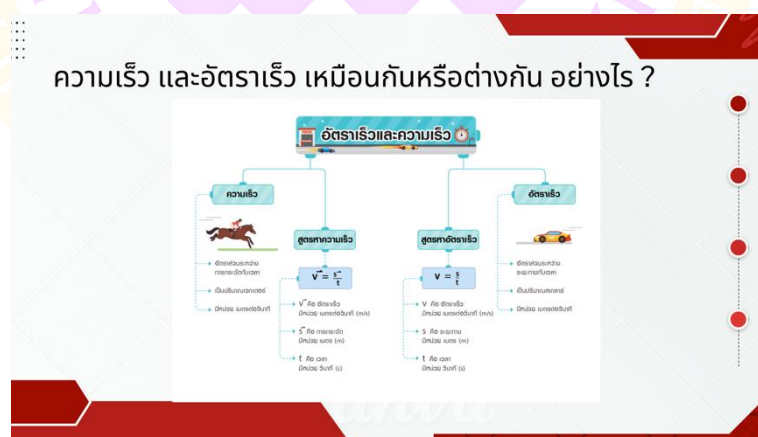 ความเร็ว และอัตราเร็ว เหมือนกันหรือต่างกัน อย่างไร ?
อัตราเร็วและความเร็ว
ความเร็ว
อัตราส่วนระหว่าง
การกระจัดกับเวลา
เป็นปริมาณเวกเตอร์
มีหน่วย เมตรต่อวินาที
สูตรหาความเร็ว
v⃗ = s⃗/t
v⃗ คือ อัตราเร็ว
มีหน่วย เมตรต่อวินาที (m/s)
s⃗ คือ การกระจัด
มีหน่วย เมตร (m)
t คือ เวลา
มีหน่วย วินาที (s)
สูตรหาอัตราเร็ว
v = s/t
v คือ อัตราเร็ว
มีหน่วย เมตรต่อวินาที (m/s)
s คือ ระยะทาง
มีหน่วย เมตร (m)
t คือ เวลา
มีหน่วย วินาที (s)
อัตราเร็ว
อัตราส่วนระหว่าง
ระยะทางกับเวลา
เป็นปริมาณสเกลาร์
มีหน่วย เมตรต่อวินาที